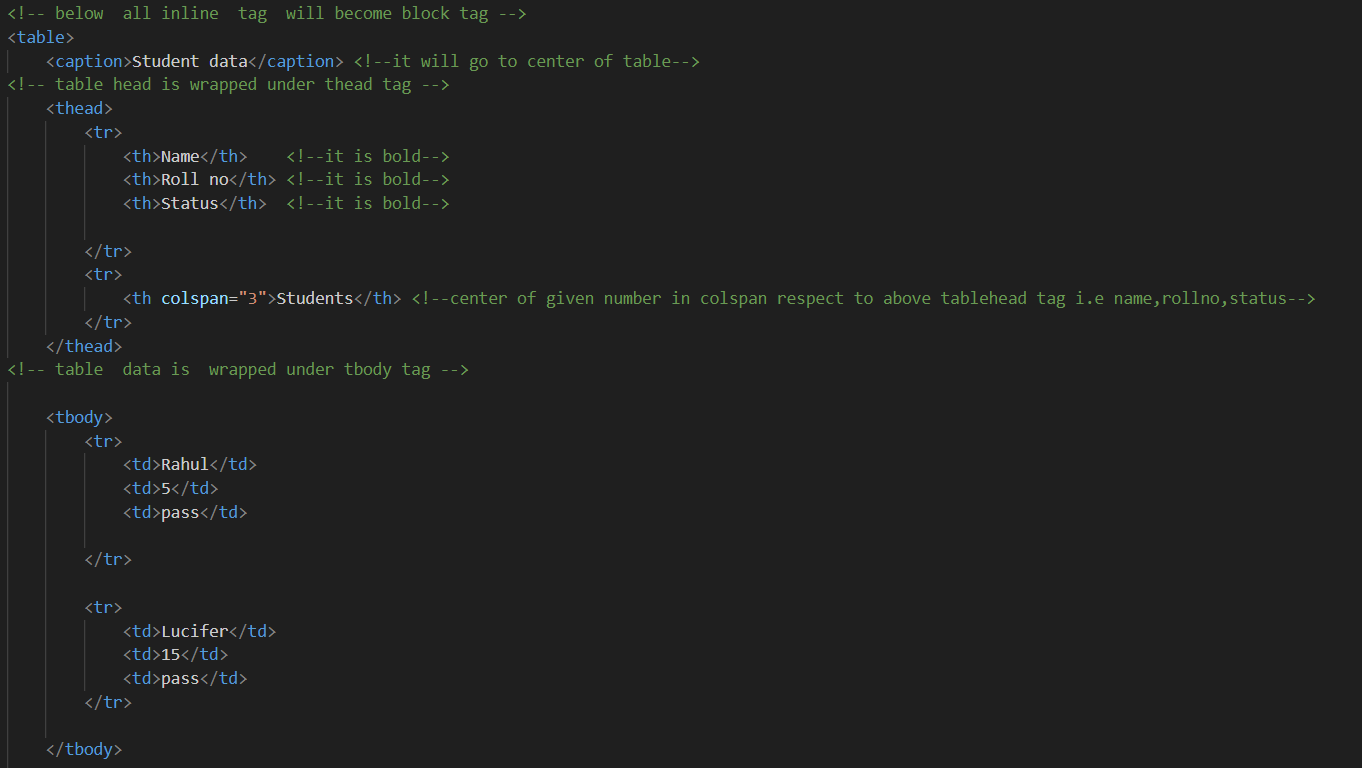 <!-- below  all inline  tag  will become block tag -->
<table>
    <caption>Student data</caption> <!--it will go to center of table-->
<!-- table head is wrapped under thead tag -->
    <thead>
        <tr>
            <th>Name</th>    <!--it is bold-->
            <th>Roll no</th> <!--it is bold-->
            <th>Status</th>  <!--it is bold-->

        </tr>
        <tr>
            <th colspan="3">Students</th> <!--center of given number in colspan respect to above tablehead tag i.e name,rollno,status-->
        </tr>
    </thead>
<!-- table  data is  wrapped under tbody tag -->

    <tbody>
        <tr>
            <td>Rahul</td>
            <td>5</td>
            <td>pass</td>

        </tr>

        <tr>
            <td>Lucifer</td>
            <td>15</td>
            <td>pass</td>
        </tr>

    </tbody>